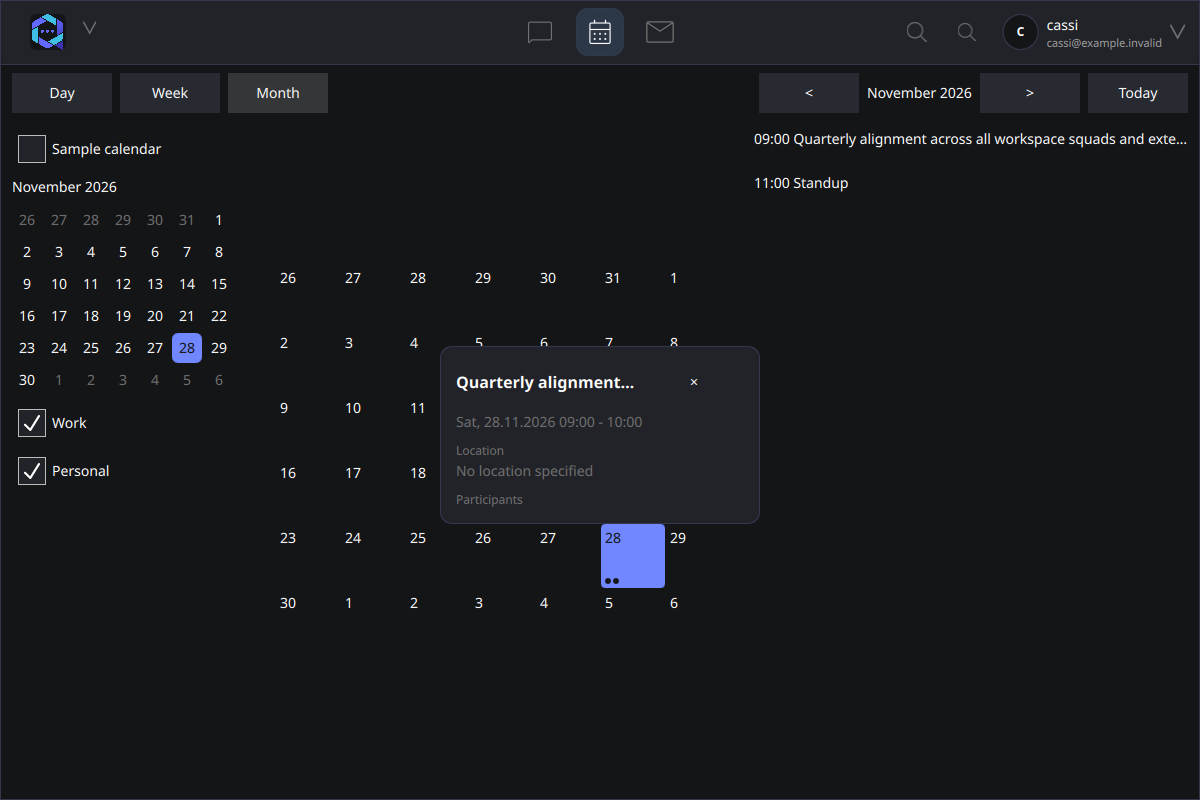 C
cassi
cassi@example.invalid
Day
Week
Month
<
November 2026
>
Today
Sample calendar
November 2026
26 27 28 29 30 31 1
2 3 4 5 6 7 8
9 10 11 12 13 14 15
16 17 18 19 20 21 22
23 24 25 26 27 28 29
30 1 2 3 4 5 6
Work
Personal
26 27 28 29 30 31 1
2 3 4 5 6 7 8
9 10 11
16 17 18
23 24 25 26 27 28 29
30 1 2 3 4 5 6
Quarterly alignment...
×
Sat, 28.11.2026 09:00 - 10:00
Location
No location specified
Participants
09:00 Quarterly alignment across all workspace squads and exte...
11:00 Standup